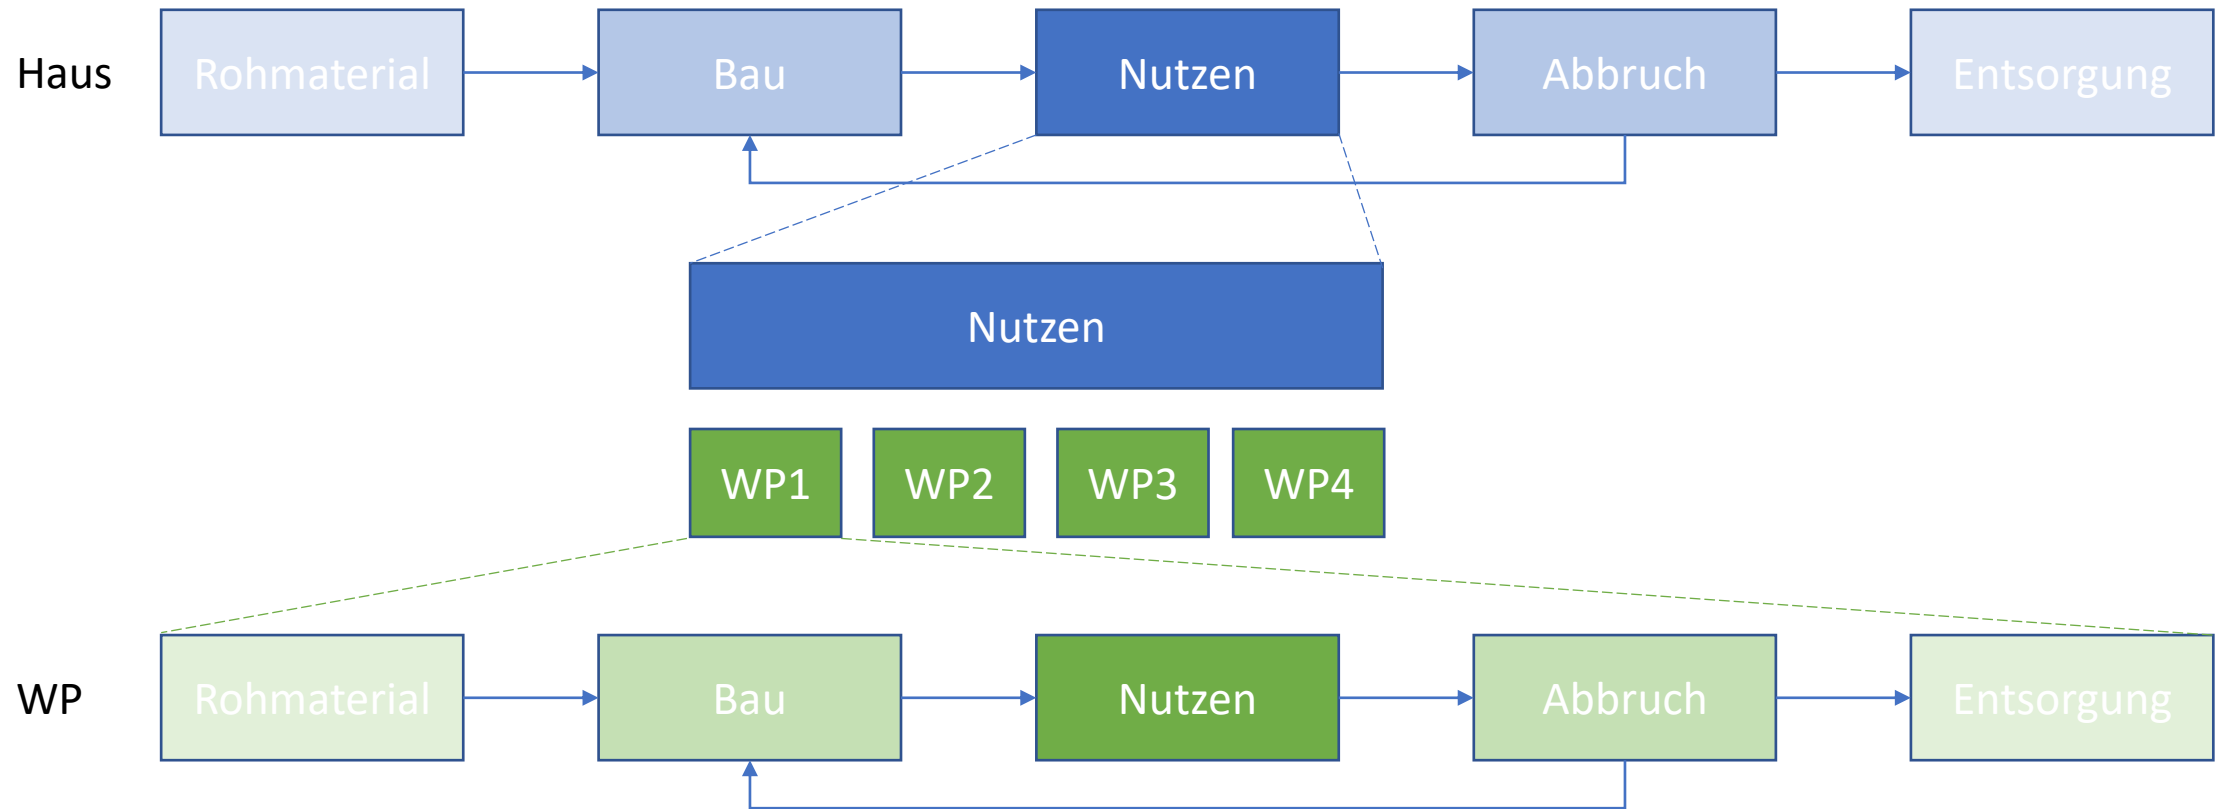 Haus
Rohmaterial
Bau
Nutzen
Abbruch
Entsorgung
Nutzen
WP1
WP2
WP3
WP4
WP
Rohmaterial
Bau
Nutzen
Abbruch
Entsorgung